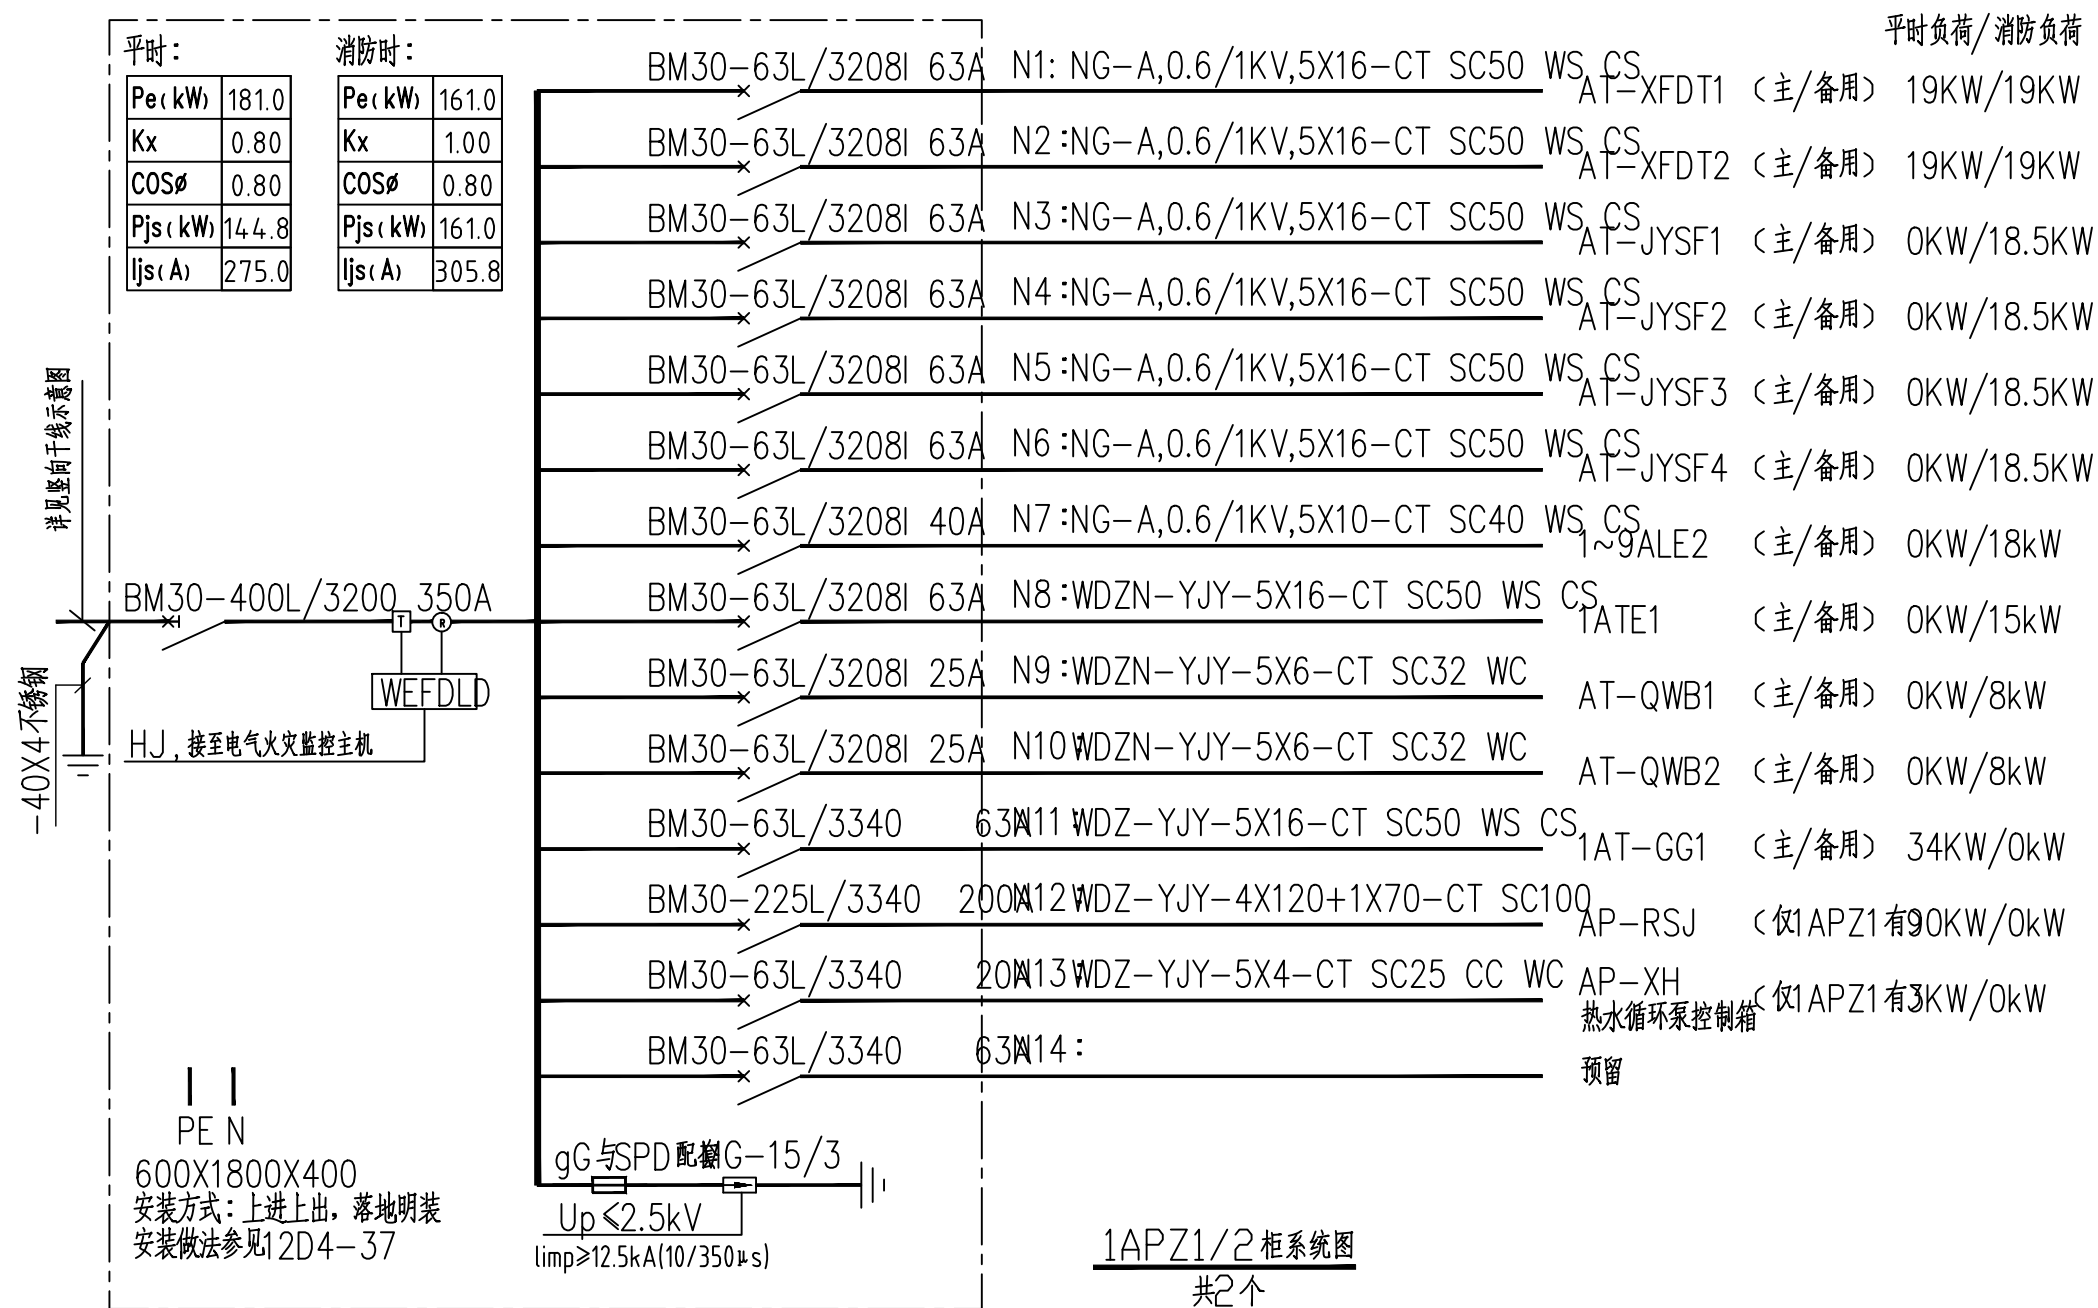 平时负荷/消防负荷
平时：
Pe(kW) 181.0
Kx 0.80
COSø 0.80
Pjs(kW) 144.8
Ijs(A) 275.0
消防时：
Pe(kW) 161.0
Kx 1.00
COSø 0.80
Pjs(kW) 161.0
Ijs(A) 305.8
BM30-63L/3208I 63A N1: NG-A,0.6/1KV,5X16-CT SC50 WS CS AT-XFDT1 (主/备用) 19KW/19KW
BM30-63L/3208I 63A N2:NG-A,0.6/1KV,5X16-CT SC50 WS CS AT-XFDT2 (主/备用) 19KW/19KW
BM30-63L/3208I 63A N3:NG-A,0.6/1KV,5X16-CT SC50 WS CS AT-JYSF1 (主/备用) 0KW/18.5KW
BM30-63L/3208I 63A N4:NG-A,0.6/1KV,5X16-CT SC50 WS CS AT-JYSF2 (主/备用) 0KW/18.5KW
BM30-63L/3208I 63A N5:NG-A,0.6/1KV,5X16-CT SC50 WS CS AT-JYSF3 (主/备用) 0KW/18.5KW
BM30-63L/3208I 63A N6:NG-A,0.6/1KV,5X16-CT SC50 WS CS AT-JYSF4 (主/备用) 0KW/18.5KW
BM30-63L/3208I 40A N7:NG-A,0.6/1KV,5X10-CT SC40 WS CS 1~9ALE2 (主/备用) 0KW/18kW
BM30-63L/3208I 63A N8:WDZN-YJY-5X16-CT SC50 WS CS 1ATE1 (主/备用) 0KW/15kW
BM30-63L/3208I 25A N9:WDZN-YJY-5X6-CT SC32 WC AT-QWB1 (主/备用) 0KW/8kW
BM30-63L/3208I 25A N10:WDZN-YJY-5X6-CT SC32 WC AT-QWB2 (主/备用) 0KW/8kW
BM30-63L/3340 63A N11:WDZ-YJY-5X16-CT SC50 WS CS 1AT-GG1 (主/备用) 34KW/0kW
BM30-225L/3340 200A N12:WDZ-YJY-4X120+1X70-CT SC100 AP-RSJ (仅1APZ1有 90KW/0kW
BM30-63L/3340 20A N13:WDZ-YJY-5X4-CT SC25 CC WC AP-XH (仅1APZ1有 3KW/0kW
热水循环泵控制箱
BM30-63L/3340 63A N14: 预留
详见竖向干线示意图
BM30-400L/3200 350A
T R
WEFDLD
HJ,接至电气火灾监控主机
-40X4不锈钢
PE N
600X1800X400
安装方式：上进上出，落地明装
安装做法参见12D4-37
gG与SPD配 G-15/3
Up≤2.5kV
Iimp≥12.5kA(10/350μs)
1APZ1/2柜系统图
共2个